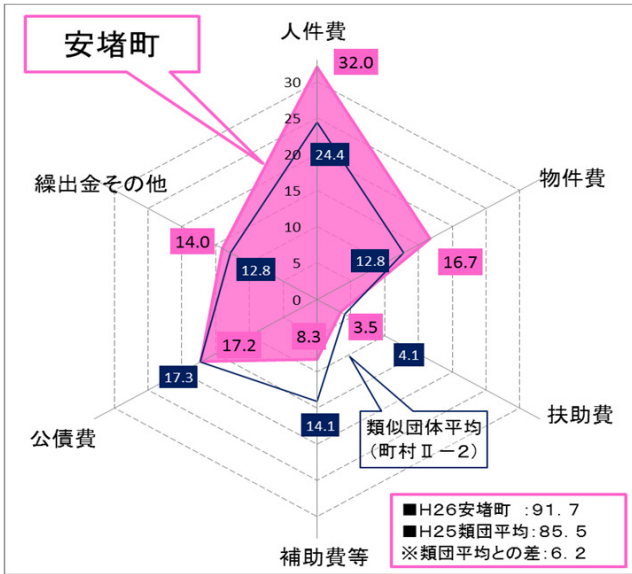 人件費
安堵町
32.0
30
25
24.4
20
繰出金その他
物件費
15
14.0
10
12.8
12.8
16.7
5
0
8.3
3.5
17.2
4.1
17.3
類似団体平均
(町村Ⅱ－2)
14.1
公債費
扶助費
補助費等
■H26安堵町 :91.7
■H25類団平均:85.5
※類団平均との差:6.2